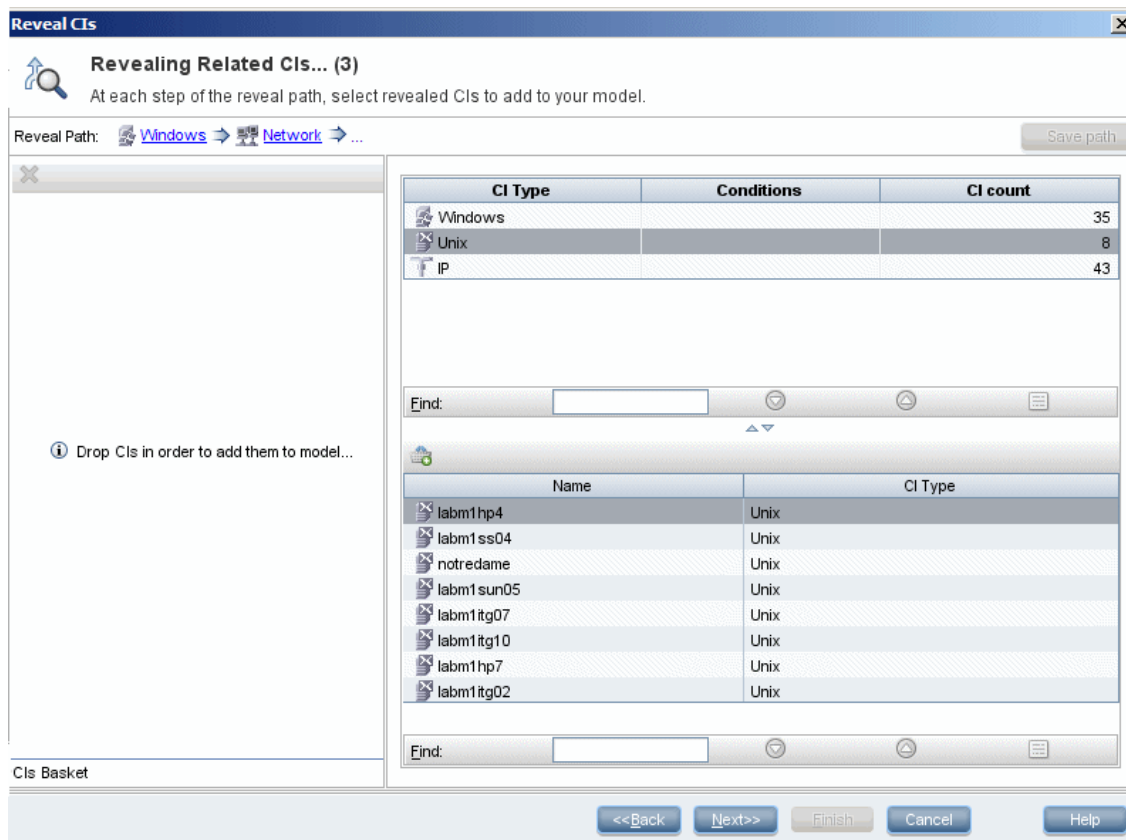 Reveal CIs
Revealing Related CIs... (3)
At each step of the reveal path, select revealed CIs to add to your model.
Reveal Path: Windows Network ...
Save path
CI Type Conditions CI count
Windows 35
Unix 8
IP 43
Find:
Drop CIs in order to add them to model...
Name CI Type
labm1hp4 Unix
labm1ss04 Unix
notredame Unix
labm1sun05 Unix
labm1itg07 Unix
labm1itg10 Unix
labm1hp7 Unix
labm1itg02 Unix
Find:
CIs Basket
<<Back Next>> Finish Cancel Help